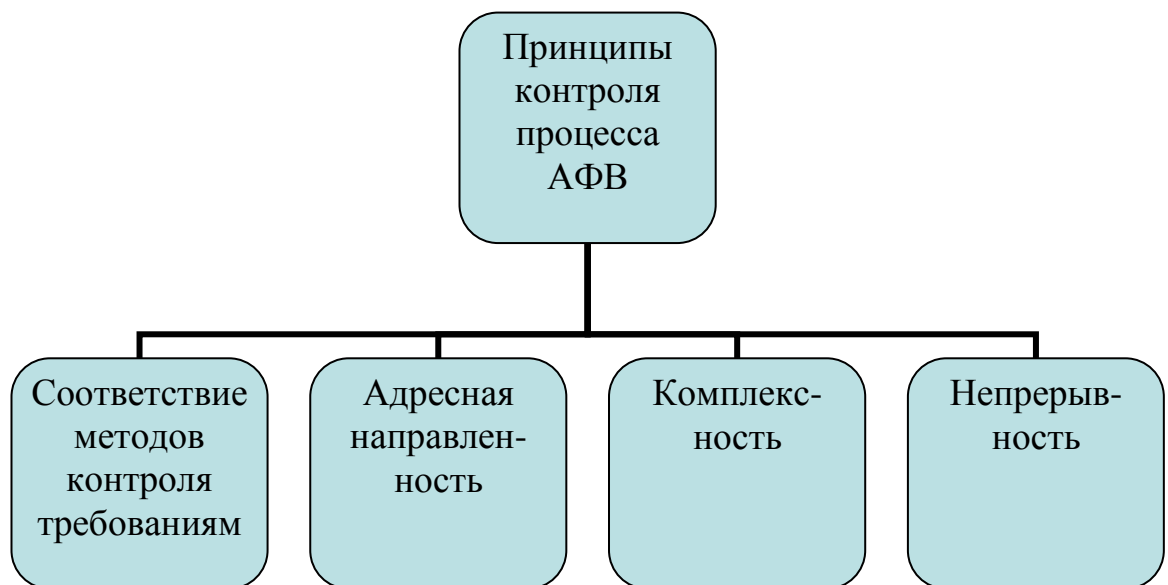 Принципы
контроля
процесса
АФВ
Соответствие
методов
контроля
требованиям
Адресная
направлен-
ность
Комплекс-
ность
Непрерыв-
ность